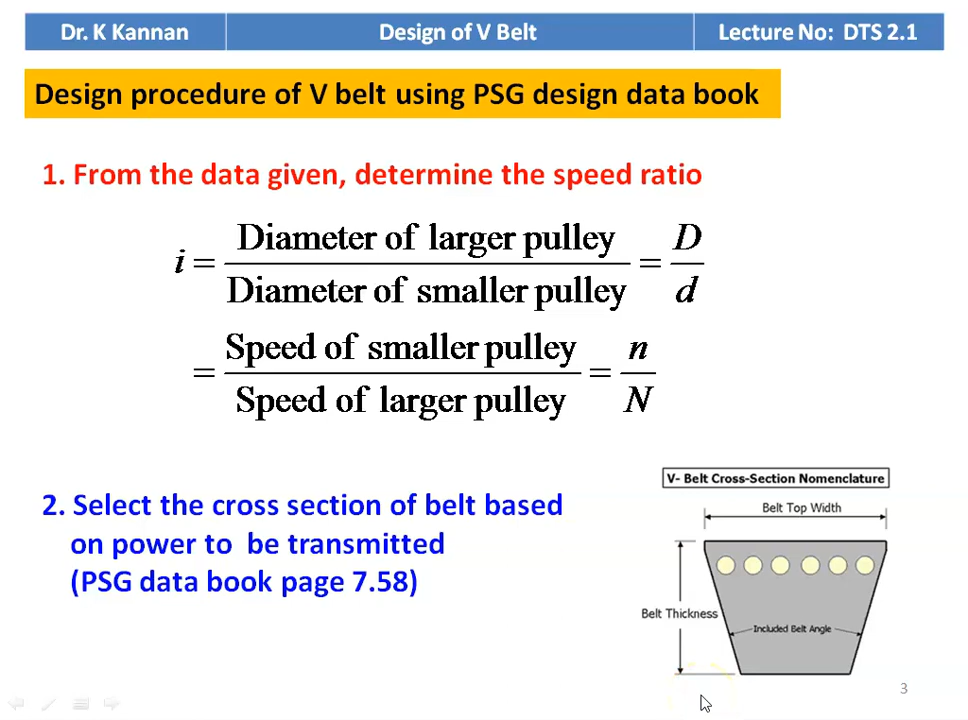 Dr. K Kannan Design of V Belt Lecture No: DTS 2.1
Design procedure of V belt using PSG design data book
1. From the data given, determine the speed ratio
i = Diameter of larger pulley / Diameter of smaller pulley = D / d
= Speed of smaller pulley / Speed of larger pulley = n / N
2. Select the cross section of belt based
on power to be transmitted
(PSG data book page 7.58)
V- Belt Cross-Section Nomenclature
Belt Top Width
Belt Thickness
Included Belt Angle
3